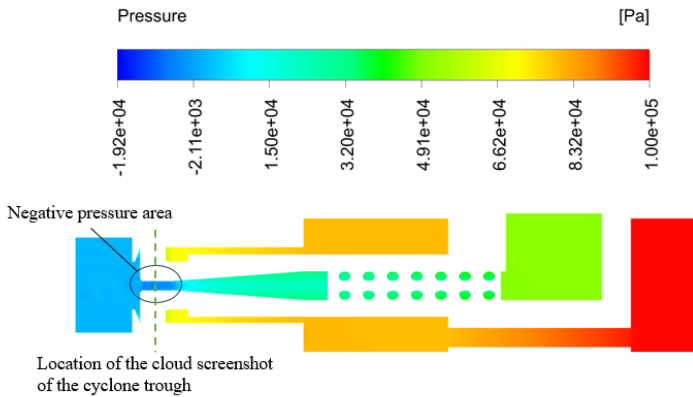 Pressure [Pa]
-1.92e+04 -2.11e+03 1.50e+04 3.20e+04 4.91e+04 6.62e+04 8.32e+04 1.00e+05
Negative pressure area
Location of the cloud screenshot
of the cyclone trough